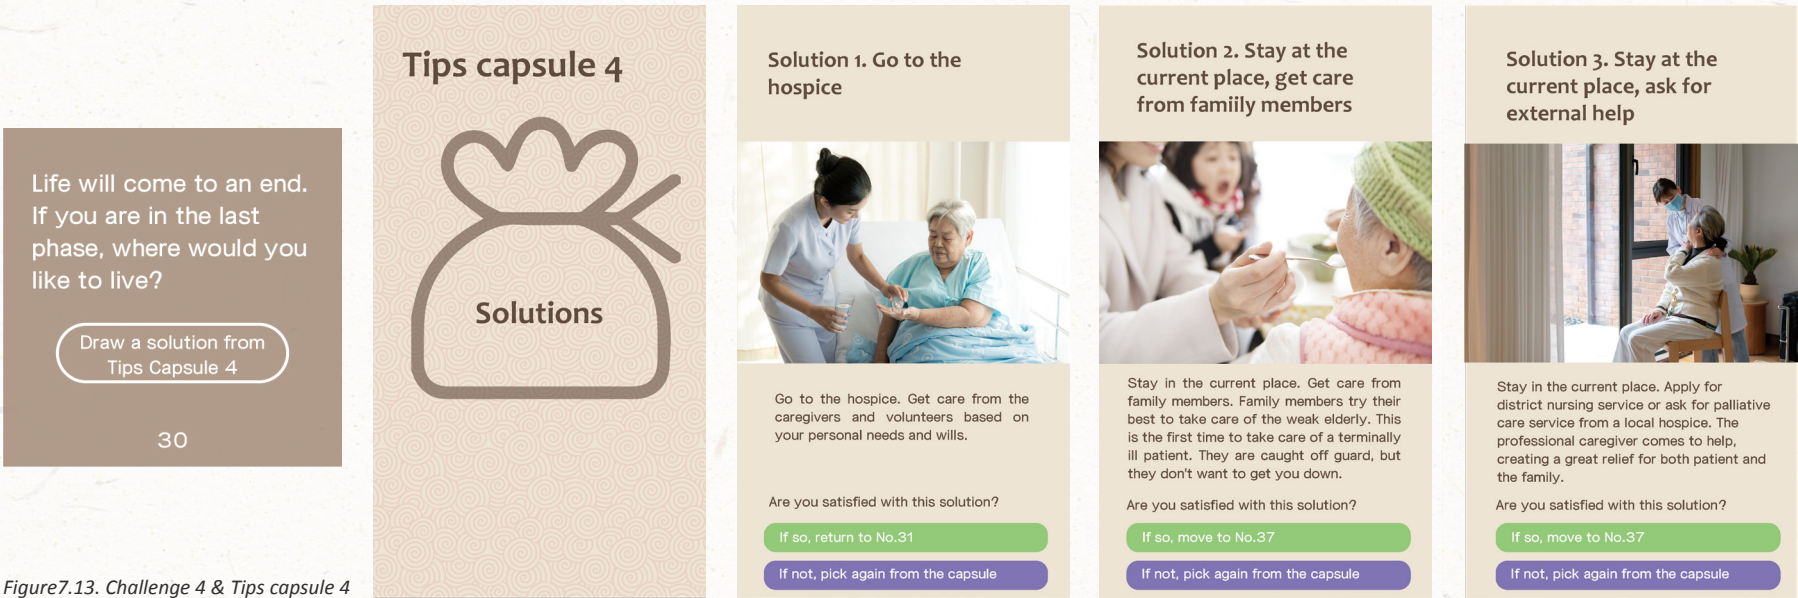 Life will come to an end.
If you are in the last
phase, where would you
like to live?
Draw a solution from
Tips Capsule 4
30
Figure7.13. Challenge 4 & Tips capsule 4
Tips capsule 4
Solutions
Solution 1. Go to the
hospice
Go to the hospice. Get care from the
caregivers and volunteers based on
your personal needs and wills.
Are you satisfied with this solution?
If so, return to No.31
If not, pick again from the capsule
Solution 2. Stay at the
current place, get care
from famiily members
Stay in the current place. Get care from
family members. Family members try their
best to take care of the weak elderly. This
is the first time to take care of a terminally
ill patient. They are caught off guard, but
they don't want to get you down.
Are you satisfied with this solution?
If so, move to No.37
If not, pick again from the capsule
Solution 3. Stay at the
current place, ask for
external help
Stay in the current place. Apply for
district nursing service or ask for palliative
care service from a local hospice. The
professional caregiver comes to help,
creating a great relief for both patient and
the family.
Are you satisfied with this solution?
If so, move to No.37
If not, pick again from the capsule